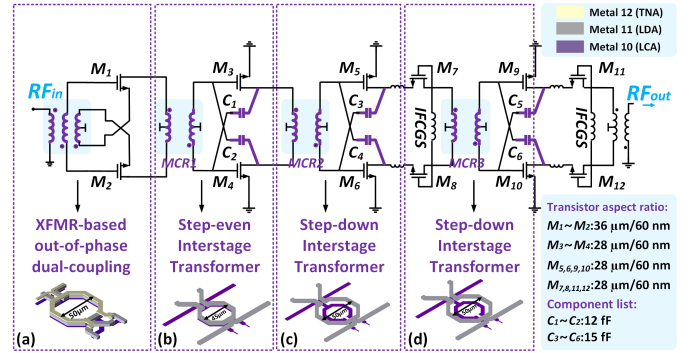 Metal 12 (TNA)
Metal 11 (LDA)
Metal 10 (LCA)
M1
M3
M5
M7
M9
M11
RFin
C1
C3
C5
RFout
IFCGS
IFCGS
MCR1
MCR2
MCR3
C2
C4
C6
M2
M4
M6
M8
M10
M12
XFMR-based
out-of-phase
dual-coupling
Step-even
Interstage
Transformer
Step-down
Interstage
Transformer
Step-down
Interstage
Transformer
Transistor aspect ratio:
M1~M2:36 μm/60 nm
M3~M4:28 μm/60 nm
M5,6,9,10:28 μm/60 nm
M7,8,11,12:28 μm/60 nm
Component list:
C1~C2:12 fF
C3~C6:15 fF
50μm
45μm
(a)
(b)
(c)
(d)